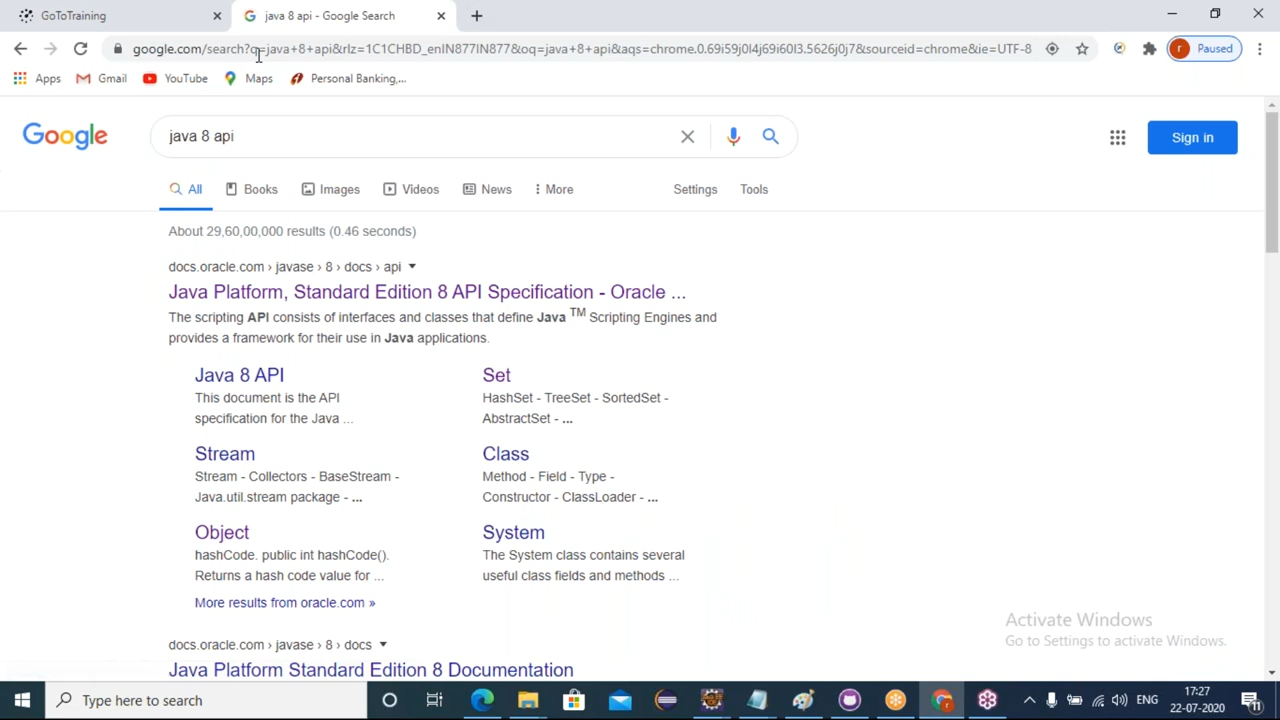 GoToTraining
java 8 api - Google Search
google.com/search?q=java+8+api&rlz=1C1CHBD_enIN877IN877&oq=java+8+api&aqs=chrome.0.69i59j0l4j69i60l3.5626j0j7&sourceid=chrome&ie=UTF-8
r Paused
Apps Gmail YouTube Maps Personal Banking,...
Google
java 8 api
Sign in
All Books Images Videos News More Settings Tools
About 29,60,00,000 results (0.46 seconds)
docs.oracle.com › javase › 8 › docs › api
Java Platform, Standard Edition 8 API Specification - Oracle ...
The scripting API consists of interfaces and classes that define Java TM Scripting Engines and
provides a framework for their use in Java applications.
Java 8 API
This document is the API
specification for the Java ...
Set
HashSet - TreeSet - SortedSet -
AbstractSet - ...
Stream
Stream - Collectors - BaseStream -
Java.util.stream package - ...
Class
Method - Field - Type -
Constructor - ClassLoader - ...
Object
hashCode. public int hashCode().
Returns a hash code value for ...
System
The System class contains several
useful class fields and methods ...
More results from oracle.com »
docs.oracle.com › javase › 8 › docs
Java Platform Standard Edition 8 Documentation
Activate Windows
Go to Settings to activate Windows.
Type here to search
ENG
17:27
22-07-2020
11